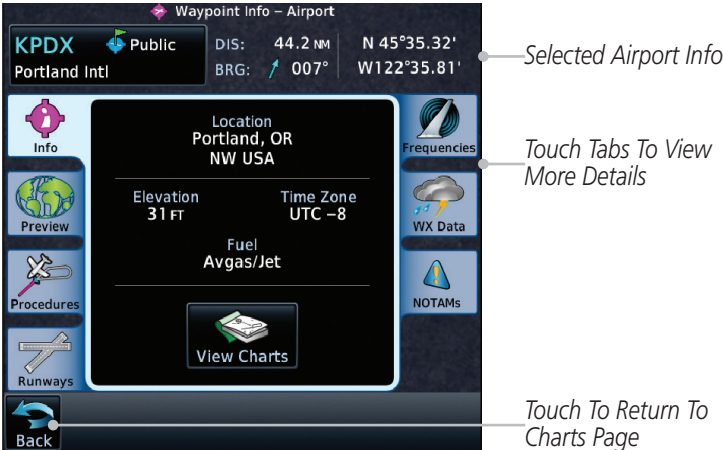 Waypoint Info – Airport
KPDX Public DIS: 44.2 NM N 45°35.32'
Portland Intl BRG: 007° W122°35.81'
Selected Airport Info
Info
Location
Portland, OR
NW USA
Frequencies
Touch Tabs To View
More Details
Preview
Elevation Time Zone
31 FT UTC –8
WX Data
Fuel
Avgas/Jet
Procedures
NOTAMs
View Charts
Runways
Back
Touch To Return To
Charts Page